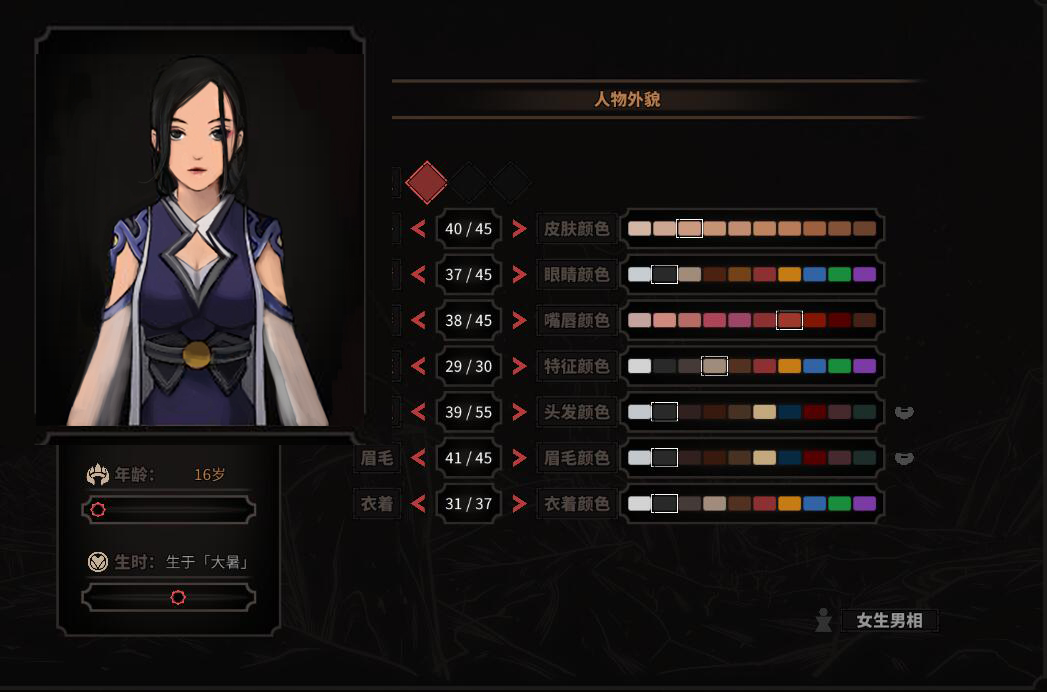 人物外貌
40 / 45
皮肤颜色
37 / 45
眼睛颜色
38 / 45
嘴唇颜色
29 / 30
特征颜色
39 / 55
头发颜色
眉毛
41 / 45
眉毛颜色
衣着
31 / 37
衣着颜色
年龄： 16岁
生时： 生于「大暑」
女生男相